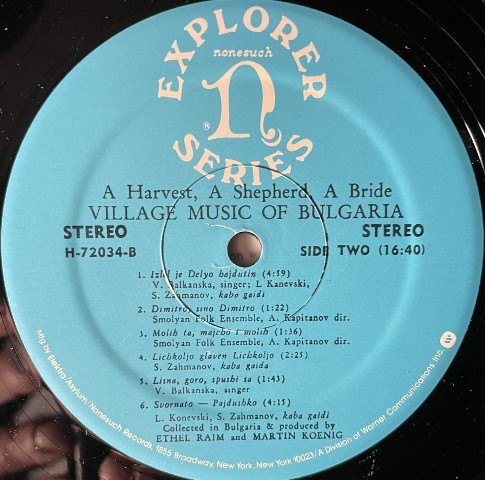 EXPLORER
nonesuch
n
®
SERIES
A Harvest, A Shepherd, A Bride
VILLAGE MUSIC OF BULGARIA
STEREO STEREO
H-72034-B SIDE TWO (16:40)
1. Izlel je Delyo hajdutin (4:59)
V. Balkanska, singer; L Kanevski,
S. Zahmanov, kaba gaidi
2. Dimitro, sino Dimitro (1:22)
Smolyan Folk Ensemble, A. Kapitanov dir.
3. Molih ta, majcho i molih (1:36)
Smolyan Folk Ensemble, A. Kapitanov dir.
4. Lichkoljo glaven Lichkoljo (2:25)
S. Zahmanov, kaba gaida
5. Lisna, goro, spushi sa (1:43)
V. Balkanska, singer
6. Svornato — Pajdushko (4:15)
L. Konevski, S. Zahmanov, kaba gaidi
Collected in Bulgaria & produced by
ETHEL RAIM and MARTIN KOENIG
Mfg by Elektra/Asylum/Nonesuch Records, 1855 Broadway, New York, New York 10023/A Division of Warner Communications Inc.